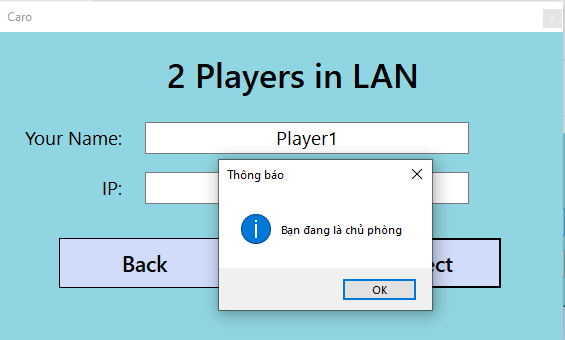 Caro
2 Players in LAN
Your Name:
Player1
IP:
Thông báo
Bạn đang là chủ phòng
OK
Back
ect